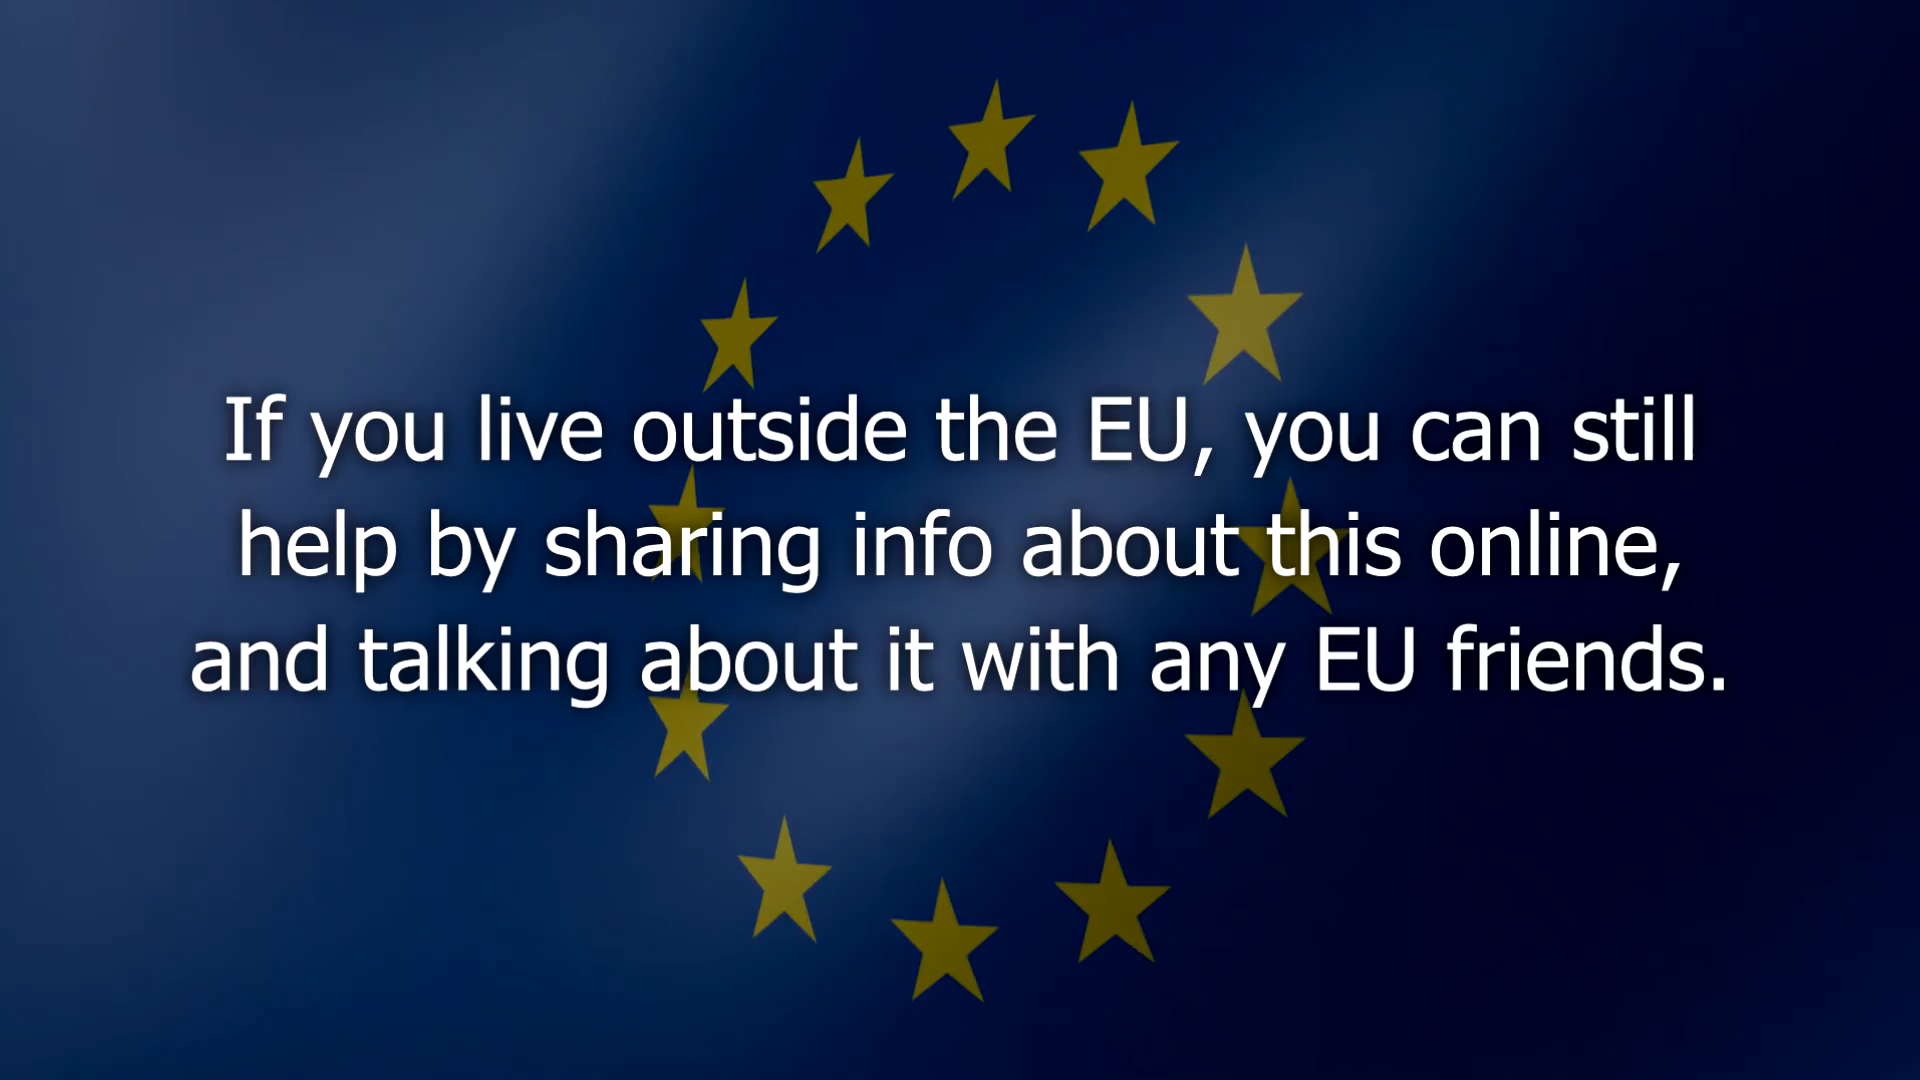 If you live outside the EU, you can still
help by sharing info about this online,
and talking about it with any EU friends.